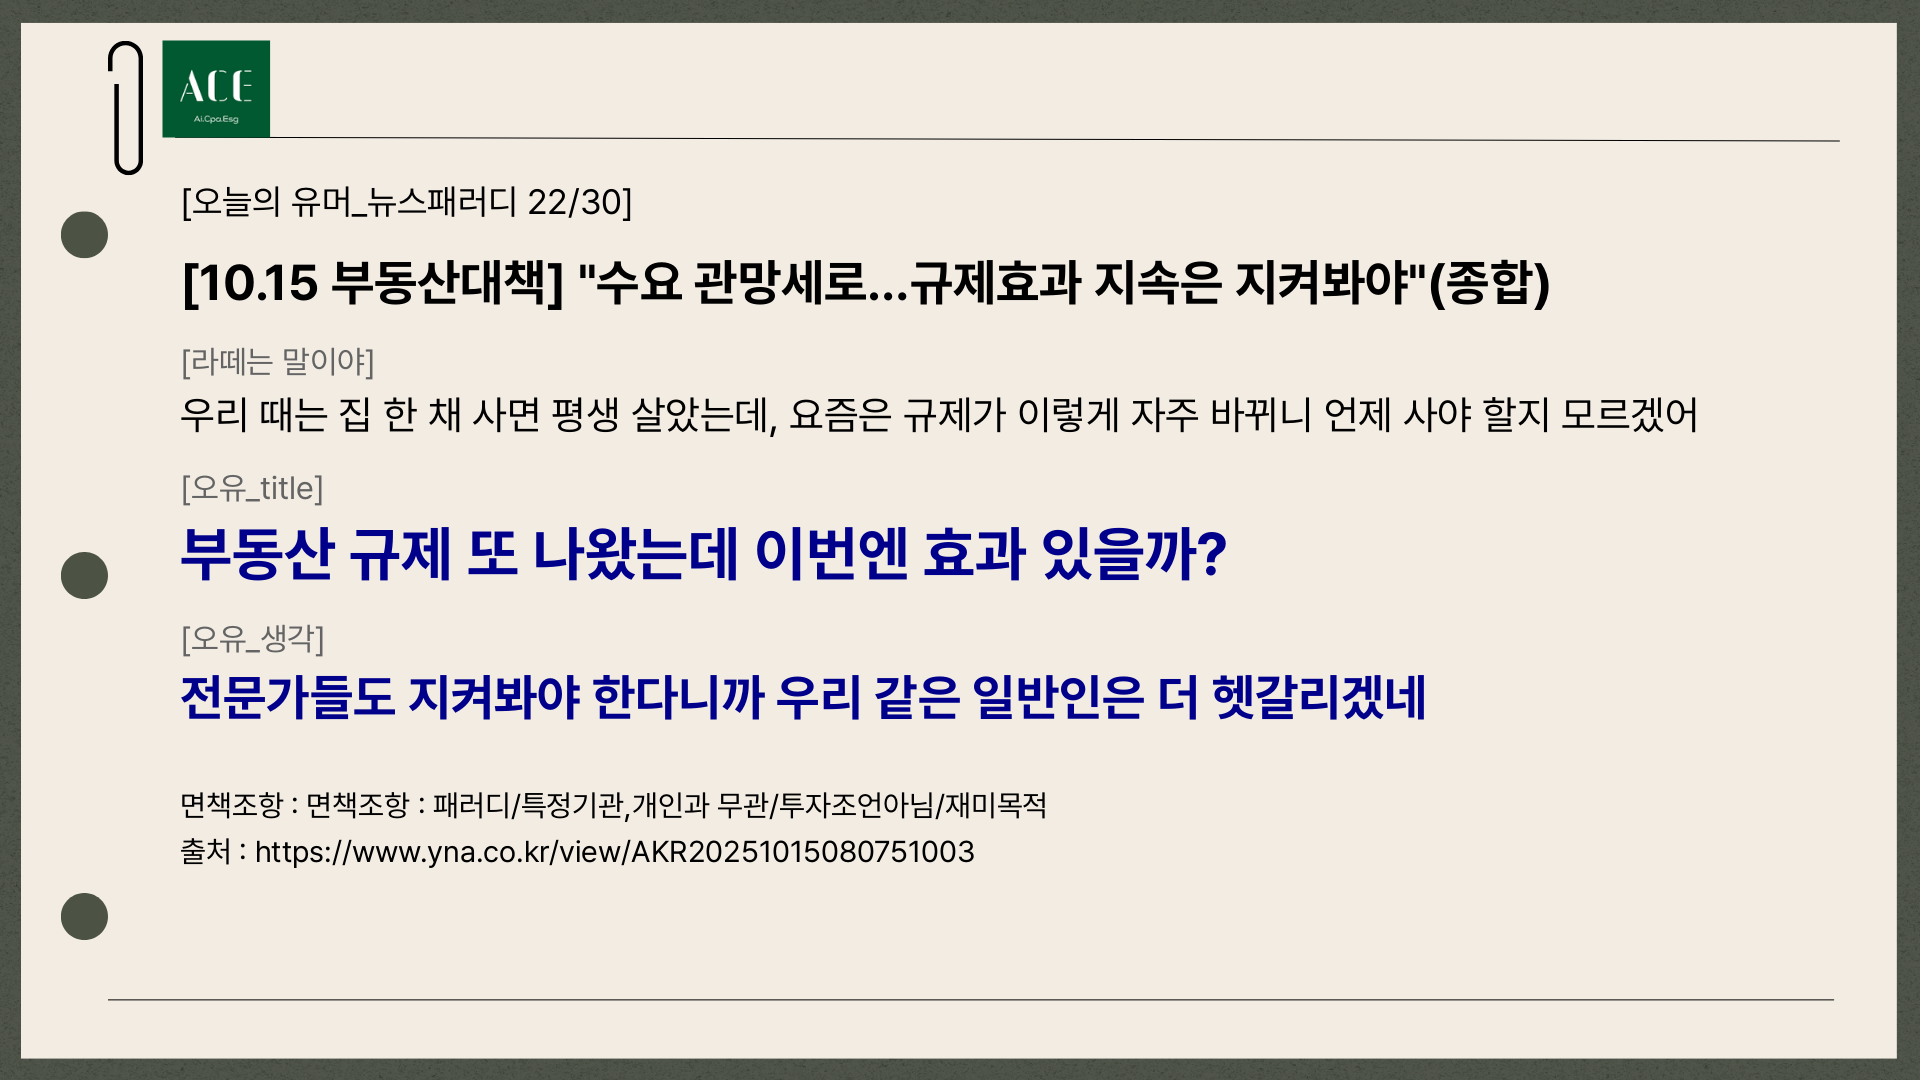 ACE
Ai.Cpa.Esg
[오늘의 유머_뉴스패러디 22/30]
[10.15 부동산대책] "수요 관망세로…규제효과 지속은 지켜봐야"(종합)
[라떼는 말이야]
우리 때는 집 한 채 사면 평생 살았는데, 요즘은 규제가 이렇게 자주 바뀌니 언제 사야 할지 모르겠어
[오유_title]
부동산 규제 또 나왔는데 이번엔 효과 있을까?
[오유_생각]
전문가들도 지켜봐야 한다니까 우리 같은 일반인은 더 헷갈리겠네
면책조항 : 면책조항 : 패러디/특정기관,개인과 무관/투자조언아님/재미목적
출처 : https://www.yna.co.kr/view/AKR20251015080751003